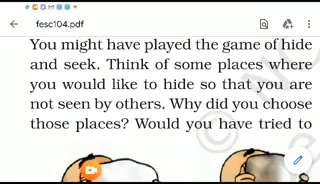 fesc104.pdf
You might have played the game of hide
and seek. Think of some places where
you would like to hide so that you are
not seen by others. Why did you choose
those places? Would you have tried to